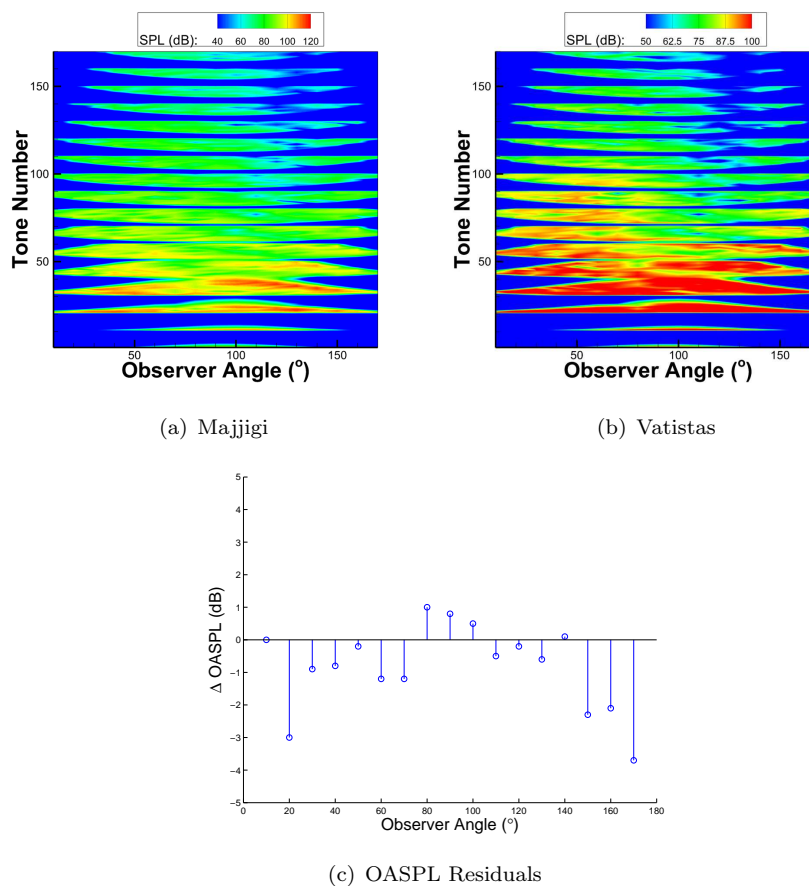 SPL (dB): 40 60 80 100 120
SPL (dB): 50 62.5 75 87.5 100
Tone Number
150
100
50
50 100 150
Observer Angle (o)
Tone Number
150
100
50
50 100 150
Observer Angle (o)
(a) Majjigi
(b) Vatistas
Δ OASPL (dB)
5
4
3
2
1
0
−1
−2
−3
−4
−5
0 20 40 60 80 100 120 140 160 180
Observer Angle (°)
(c) OASPL Residuals